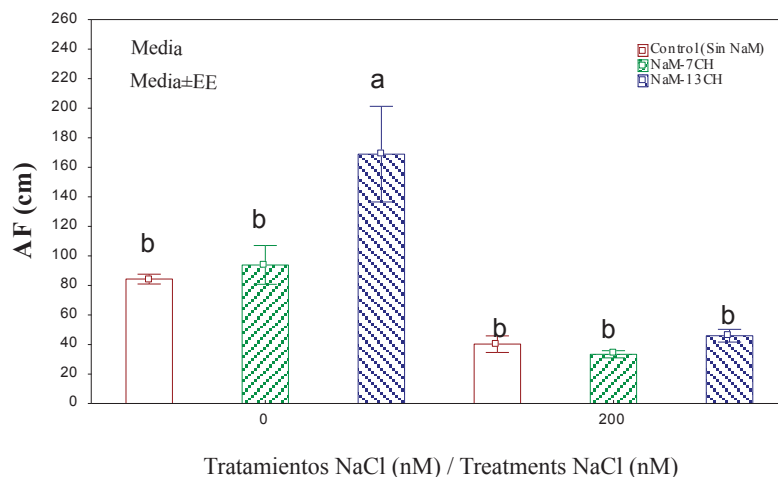 260
240
220
200
180
160
140
120
100
80
60
40
20
0
AF (cm)
Media
Media±EE
Control(Sin NaM)
NaM-7CH
NaM-13CH
b
b
a
b
b
b
0
200
Tratamientos NaCl (nM) / Treatments NaCl (nM)